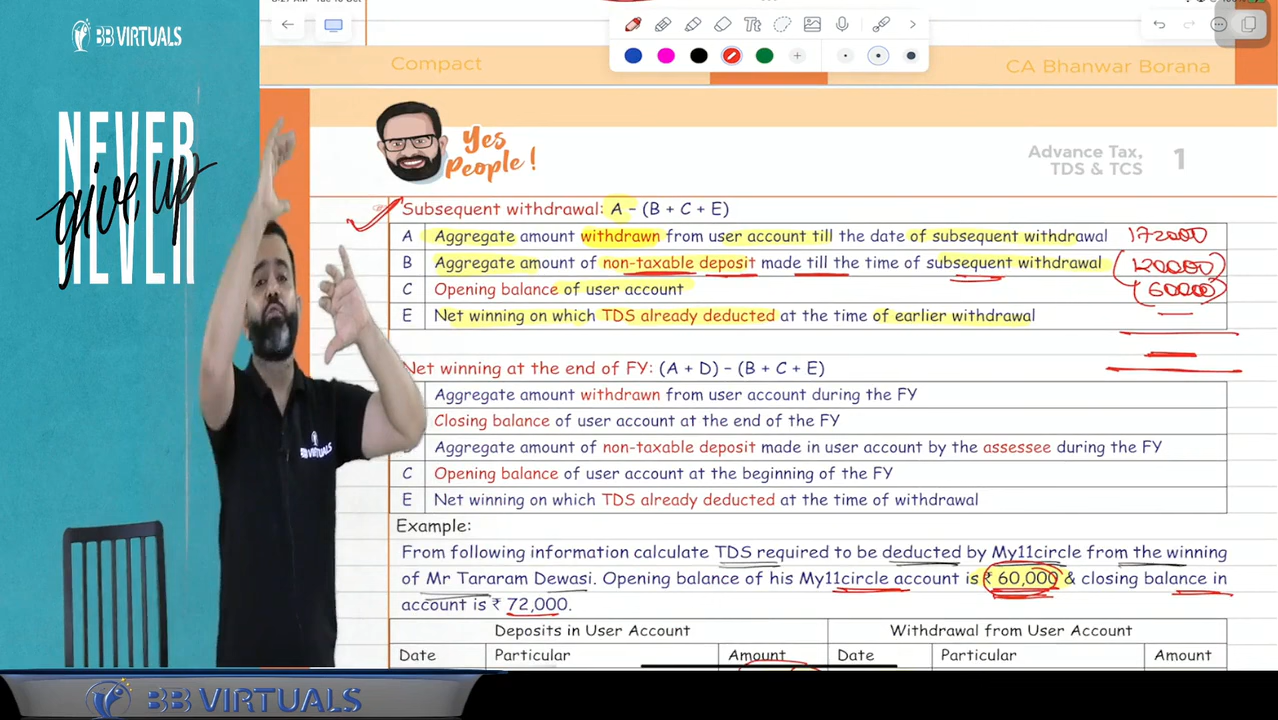 BB VIRTUALS
NEVER
give up
NEVER
Compact
CA Bhanwar Borana
Yes
People!
Advance Tax,
TDS & TCS
1
Subsequent withdrawal: A - (B + C + E)
A Aggregate amount withdrawn from user account till the date of subsequent withdrawal 172000
B Aggregate amount of non-taxable deposit made till the time of subsequent withdrawal (120000)
C Opening balance of user account (60000)
E Net winning on which TDS already deducted at the time of earlier withdrawal —
Net winning at the end of FY: (A + D) - (B + C + E)
Aggregate amount withdrawn from user account during the FY
Closing balance of user account at the end of the FY
Aggregate amount of non-taxable deposit made in user account by the assessee during the FY
C Opening balance of user account at the beginning of the FY
E Net winning on which TDS already deducted at the time of withdrawal
Example:
From following information calculate TDS required to be deducted by My11circle from the winning
of Mr Tararam Dewasi. Opening balance of his My11circle account is ₹ 60,000 & closing balance in
account is ₹ 72,000.
Deposits in User Account Withdrawal from User Account
Date Particular Amount Date Particular Amount
BB VIRTUALS
BB VIRTUALS